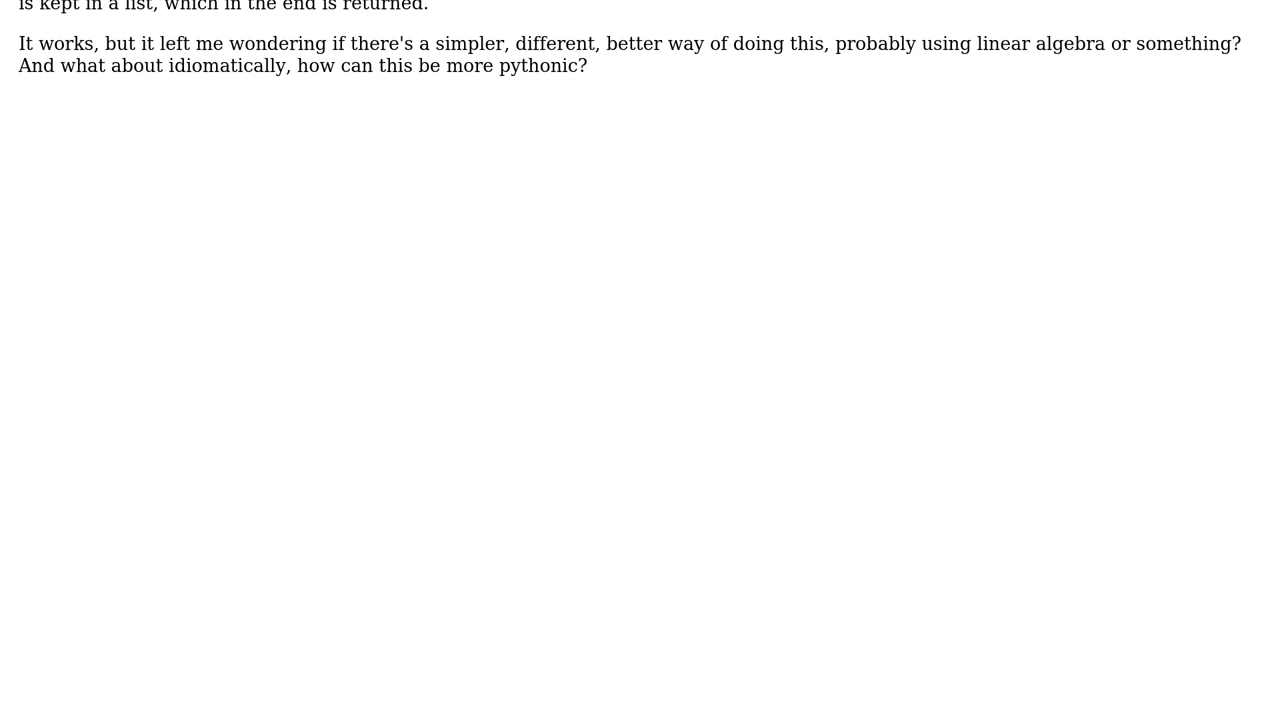 is kept in a list, which in the end is returned.
It works, but it left me wondering if there's a simpler, different, better way of doing this, probably using linear algebra or something?
And what about idiomatically, how can this be more pythonic?